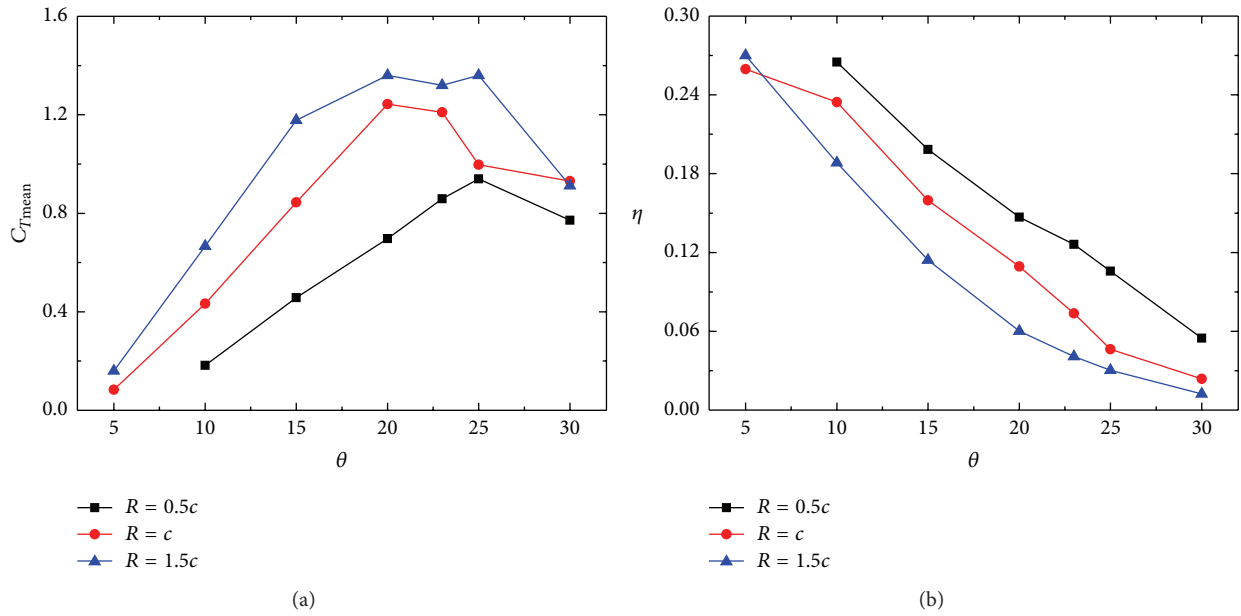 1.6
1.2
0.8
0.4
0.0
C_Tmean
5 10 15 20 25 30
θ
R = 0.5c
R = c
R = 1.5c
(a)
0.30
0.24
0.18
0.12
0.06
0.00
η
5 10 15 20 25 30
θ
R = 0.5c
R = c
R = 1.5c
(b)